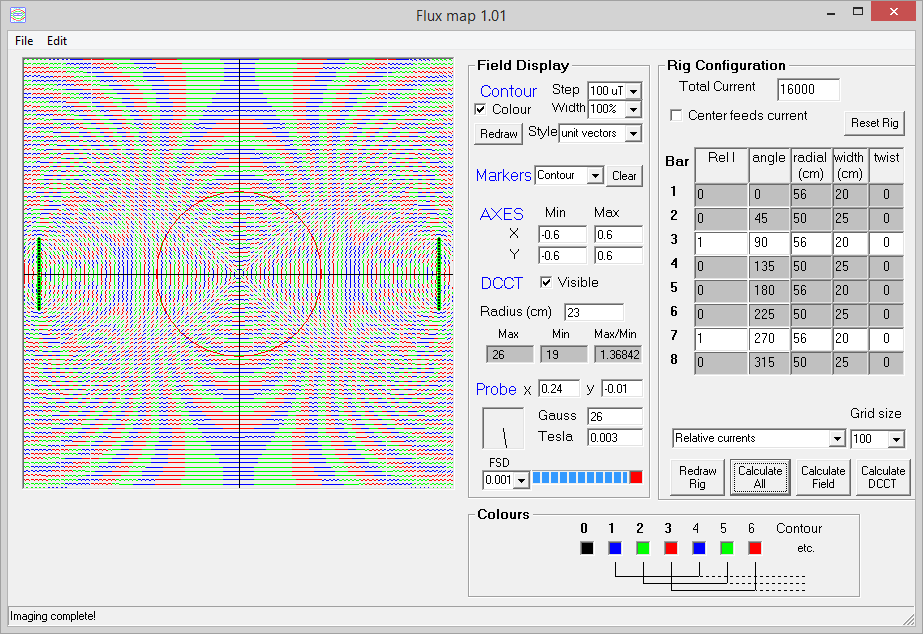 Flux map 1.01
File Edit
Field Display
Contour Step 100 uT
Colour Width 100%
Redraw Style unit vectors
Markers Contour Clear
AXES Min Max
X -0.6 0.6
Y -0.6 0.6
DCCT Visible
Radius (cm) 23
Max Min Max/Min
26 19 1.36842
Probe x 0.24 y -0.01
Gauss 26
Tesla 0.003
FSD
0.001
Rig Configuration
Total Current 16000
Center feeds current
Reset Rig
Bar Rel I angle radial (cm) width (cm) twist
1 0 0 56 20 0
2 0 45 50 25 0
3 1 90 56 20 0
4 0 135 50 25 0
5 0 180 50 25 0
6 0 225 50 25 0
7 1 270 56 20 0
8 0 315 50 25 0
Grid size
Relative currents 100
Redraw Rig Calculate All Calculate Field Calculate DCCT
Colours
0 1 2 3 4 5 6 Contour
etc.
Imaging complete!